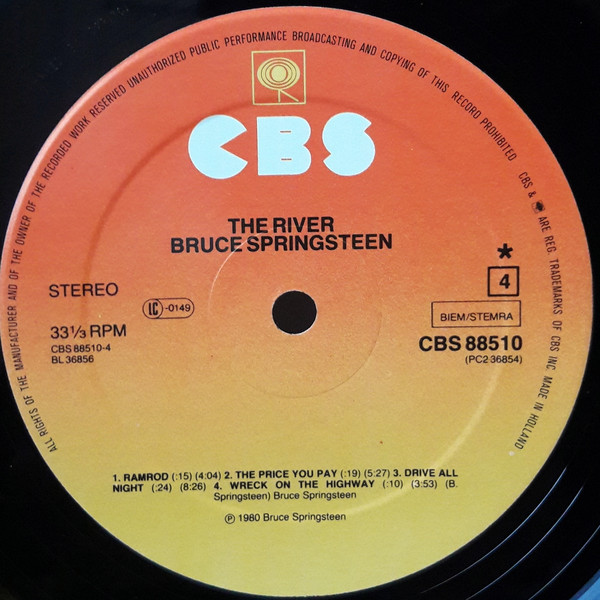 ALL RIGHTS OF THE MANUFACTURER AND OF THE OWNER OF THE RECORDED WORK RESERVED UNAUTHORIZED PUBLIC PERFORMANCE BROADCASTING AND COPYING OF THIS RECORD PROHIBITED. CBS & ARE REG. TRADEMARKS OF CBS INC. MADE IN HOLLAND
CBS
THE RIVER
BRUCE SPRINGSTEEN
STEREO
LC-0149
33⅓ RPM
CBS 88510-4
BL 36856
*
4
BIEM/STEMRA
CBS 88510
(PC2 36854)
1. RAMROD (:15) (4:04) 2. THE PRICE YOU PAY (:19) (5:27) 3. DRIVE ALL
NIGHT (:24) (8:26) 4. WRECK ON THE HIGHWAY (:10) (3:53) (B.
Springsteen) Bruce Springsteen
℗ 1980 Bruce Springsteen